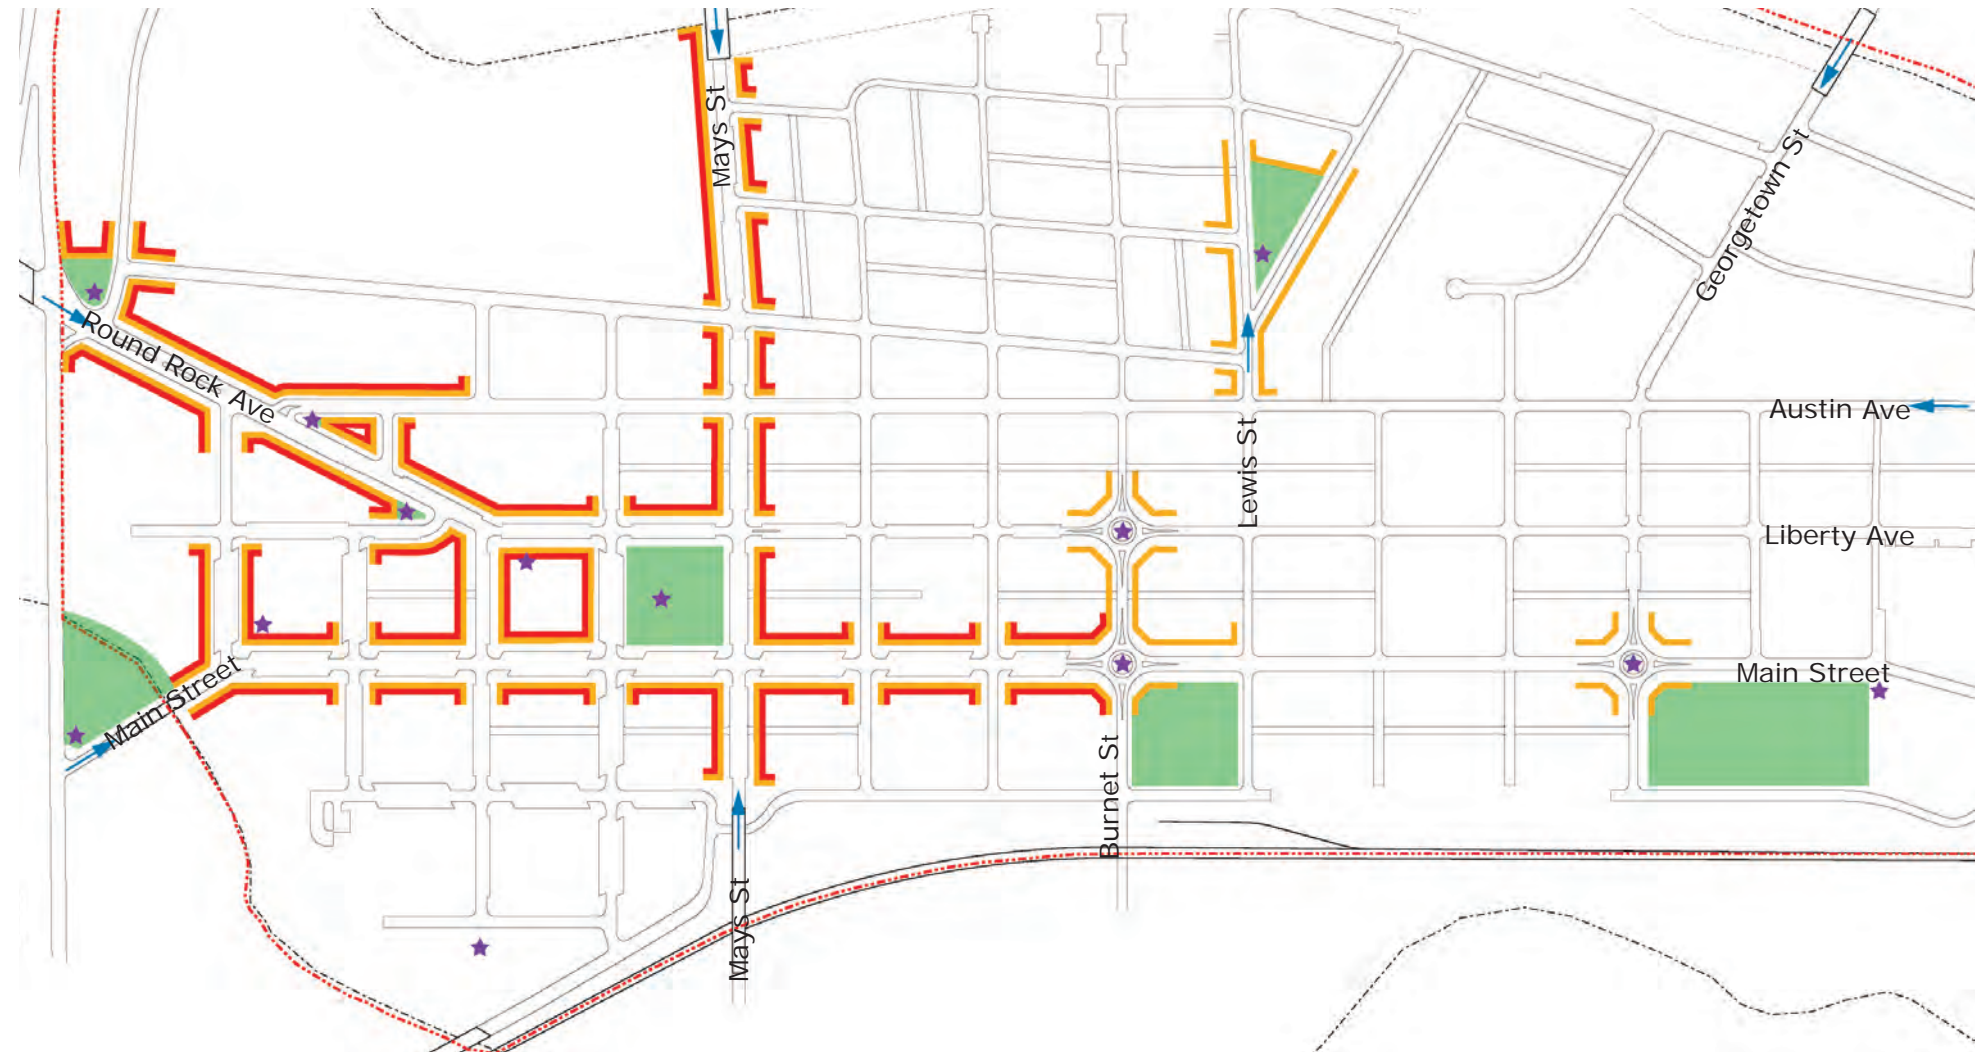 Mays St
Georgetown St
Round Rock Ave
Austin Ave
Lewis St
Liberty Ave
Main Street
Main Street
Burnet St
Mays St